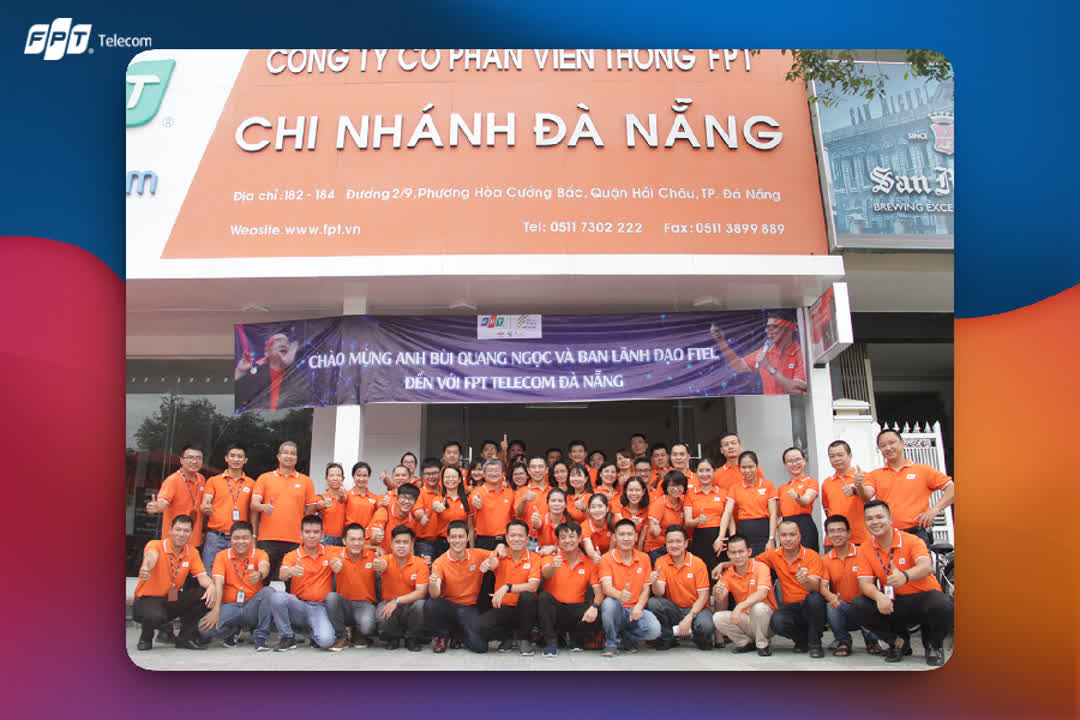 FPT Telecom
CÔNG TY CỔ PHẦN VIỄN THÔNG FPT
CHI NHÁNH ĐÀ NẴNG
Địa chỉ: 182 - 184 Đường 2/9, Phường Hòa Cường Bắc, Quận Hải Châu, TP. Đà Nẵng
Website.www.fpt.vn
Tel: 0511 7302 222 Fax: 0511 3899 889
SINCE
San
BREWING
FPT
CHÀO MỪNG ANH BÙI QUANG NGỌC VÀ BAN LÃNH ĐẠO FTEL
ĐẾN VỚI FPT TELECOM ĐÀ NẴNG